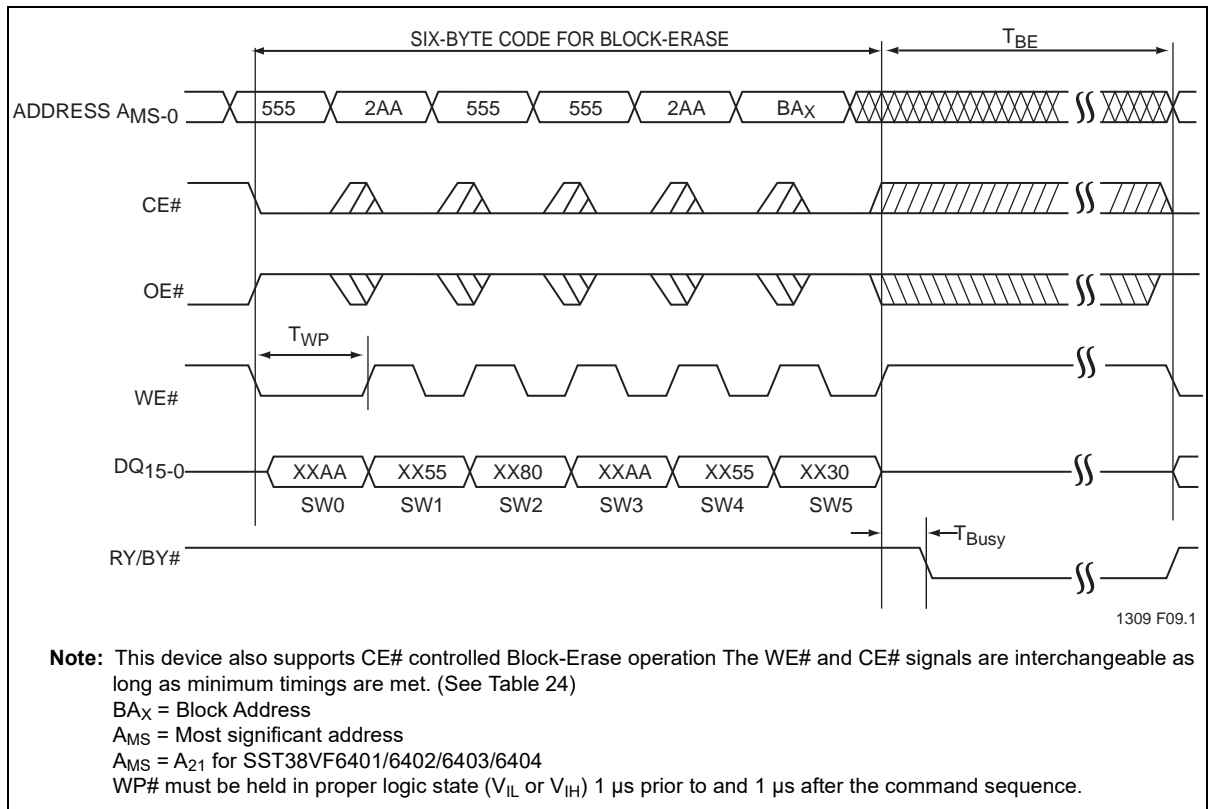 SIX-BYTE CODE FOR BLOCK-ERASE
TBE
ADDRESS AMS-0
555 2AA 555 555 2AA BAX
CE#
OE#
TWP
WE#
DQ15-0
XXAA XX55 XX80 XXAA XX55 XX30
SW0 SW1 SW2 SW3 SW4 SW5
TBusy
RY/BY#
1309 F09.1
Note: This device also supports CE# controlled Block-Erase operation The WE# and CE# signals are interchangeable as
long as minimum timings are met. (See Table 24)
BAX = Block Address
AMS = Most significant address
AMS = A21 for SST38VF6401/6402/6403/6404
WP# must be held in proper logic state (VIL or VIH) 1 µs prior to and 1 µs after the command sequence.